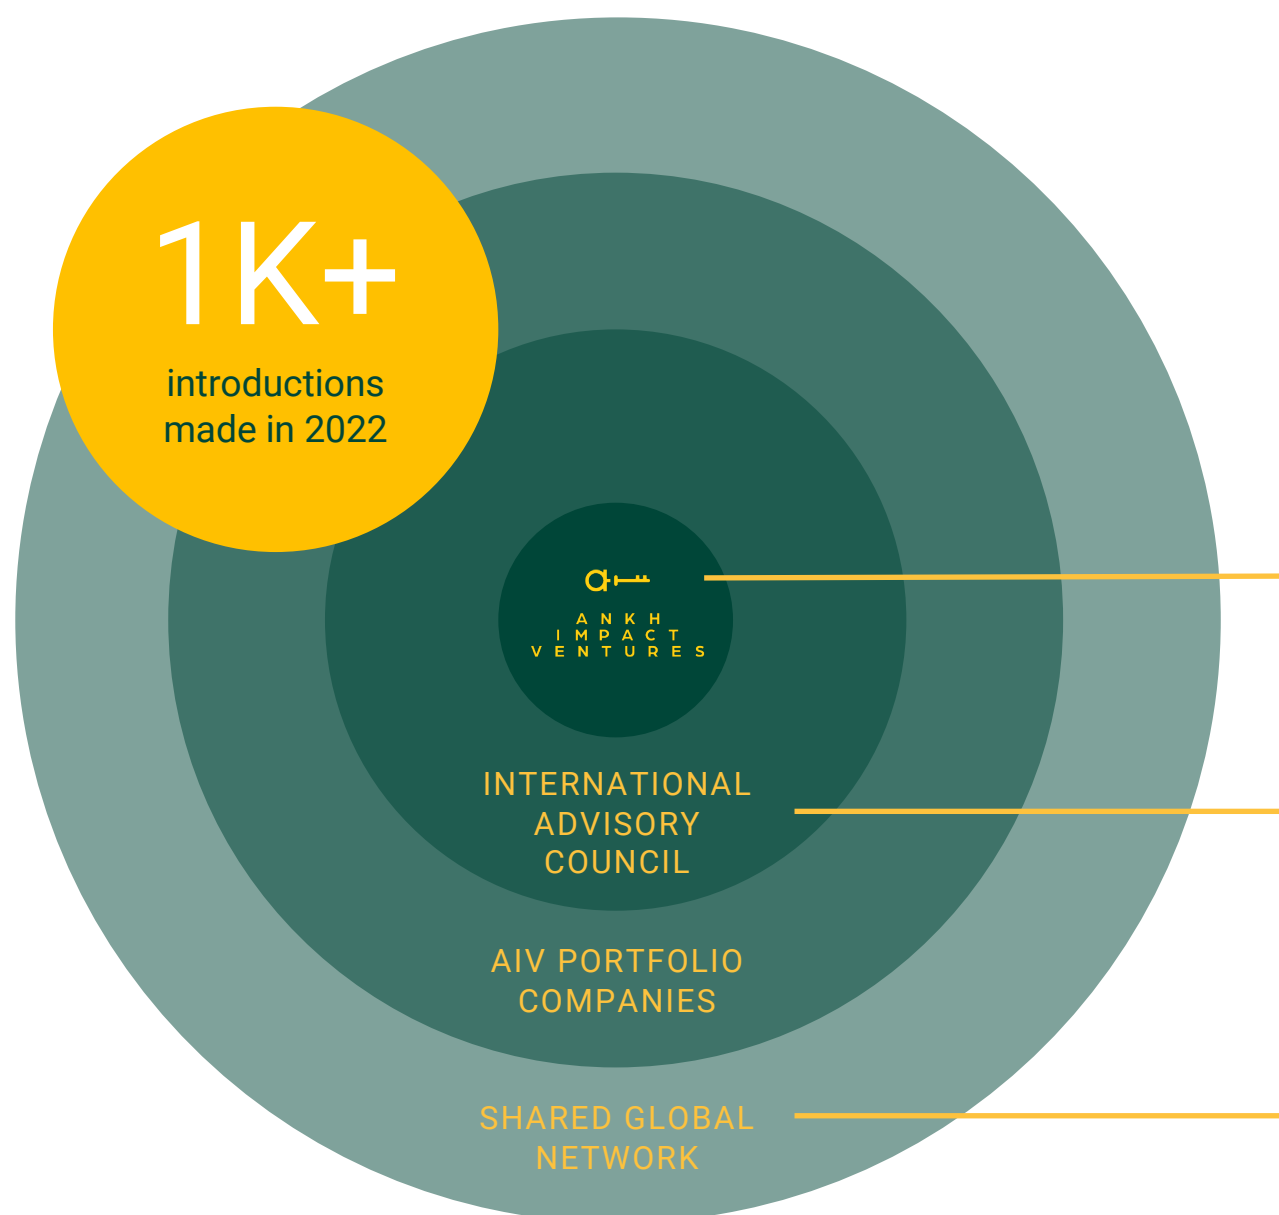 1K+
introductions
made in 2022
ANKH
IMPACT
VENTURES
INTERNATIONAL
ADVISORY
COUNCIL
AIV PORTFOLIO
COMPANIES
SHARED GLOBAL
NETWORK